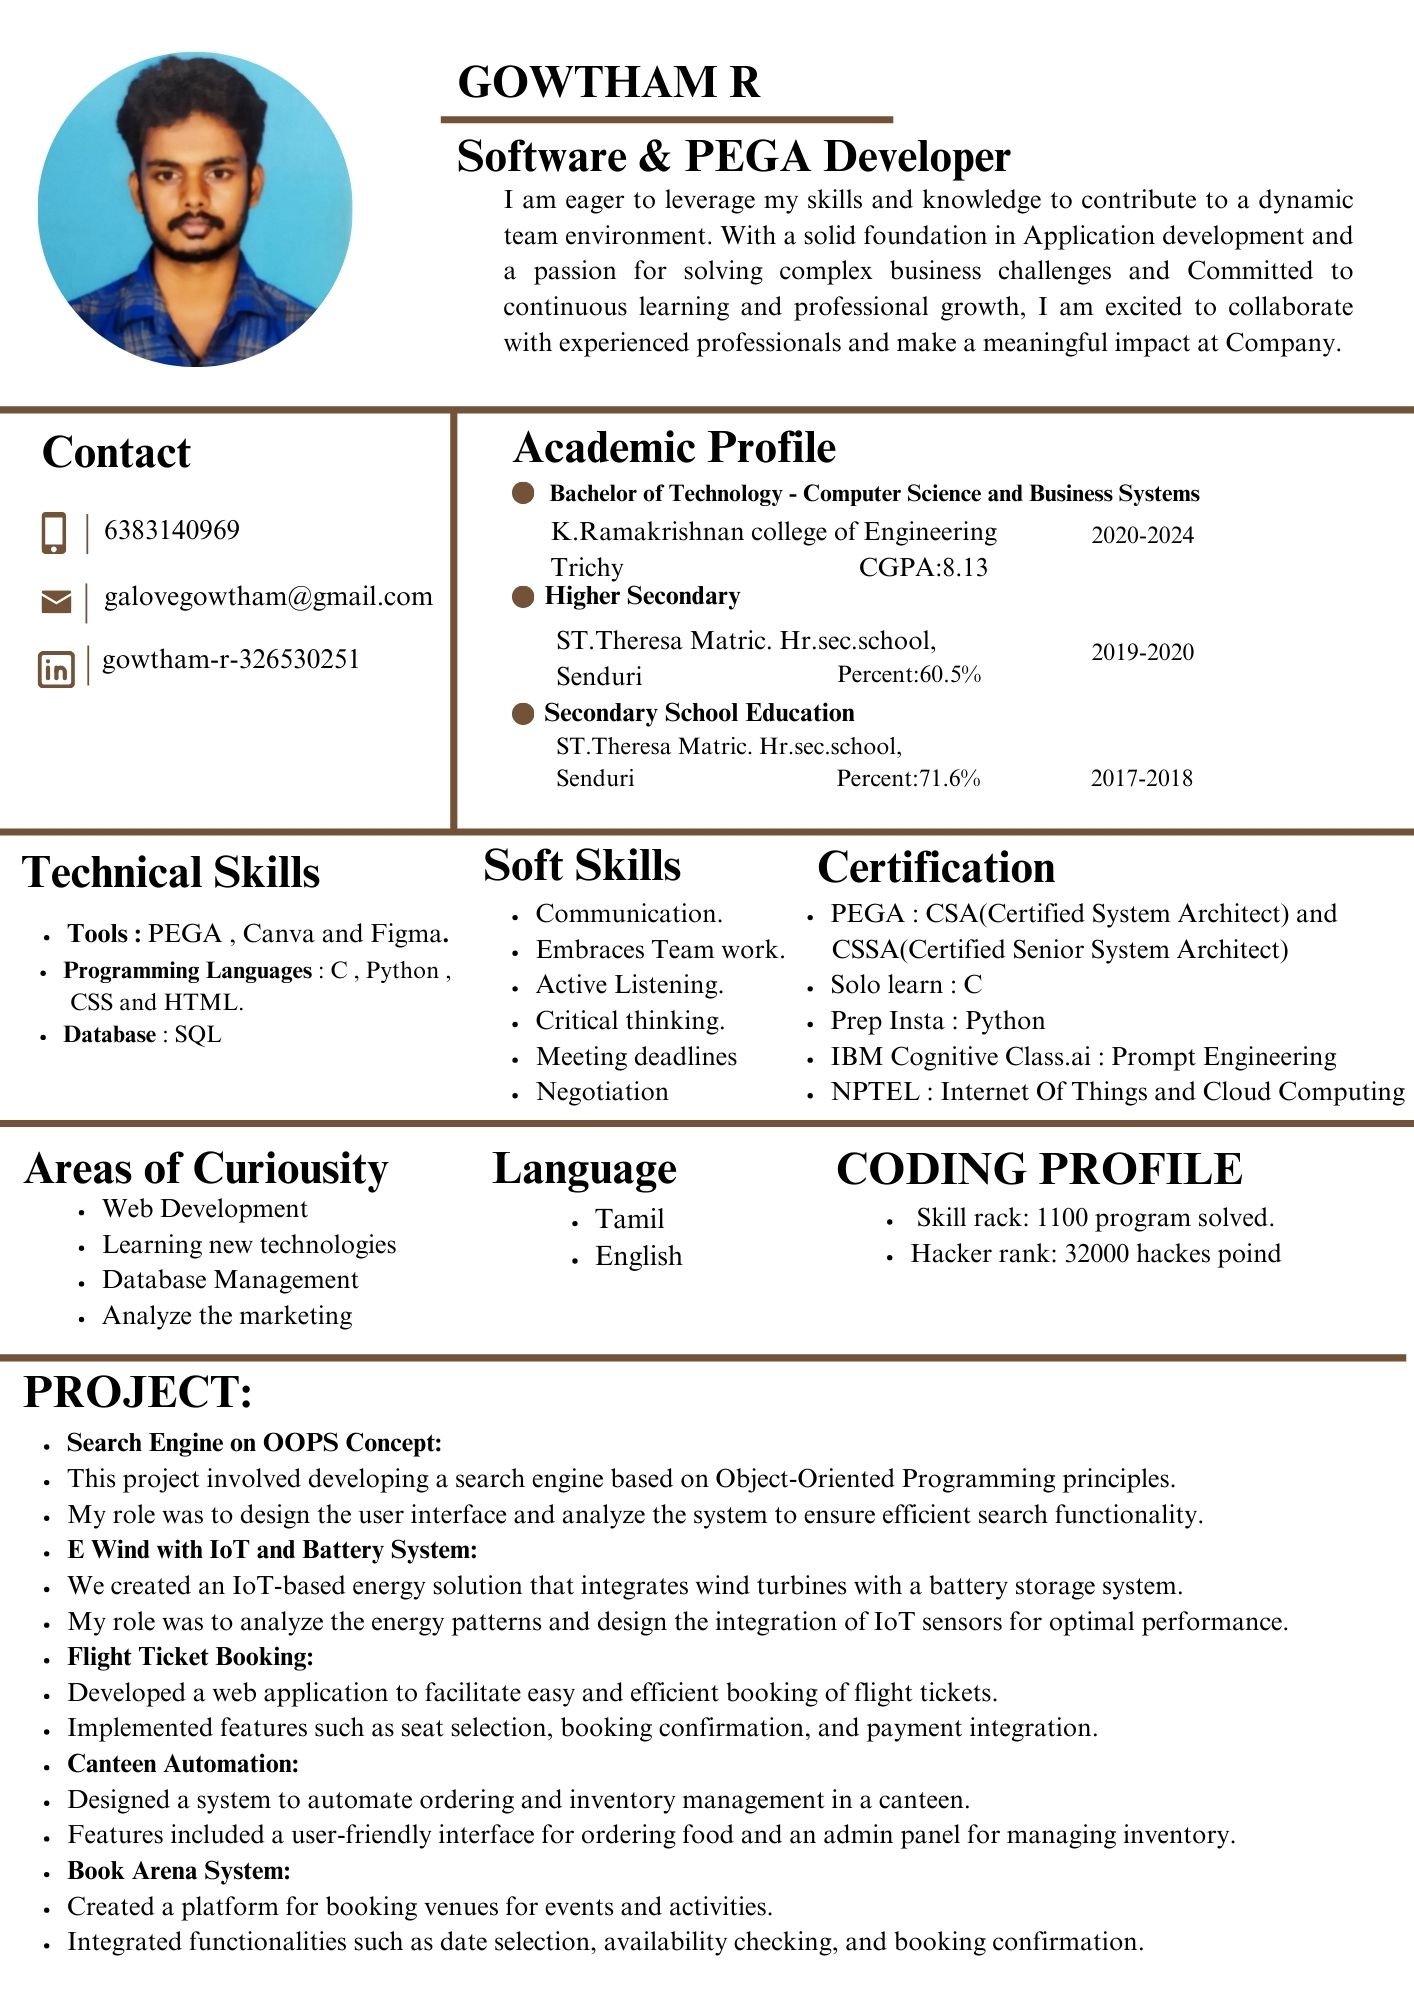 GOWTHAM R
Software & PEGA Developer
I am eager to leverage my skills and knowledge to contribute to a dynamic
team environment. With a solid foundation in Application development and
a passion for solving complex business challenges and Committed to
continuous learning and professional growth, I am excited to collaborate
with experienced professionals and make a meaningful impact at Company.
Contact
6383140969
galovegowtham@gmail.com
in
gowtham-r-326530251
Academic Profile
Bachelor of Technology - Computer Science and Business Systems
K.Ramakrishnan college of Engineering 2020-2024
Trichy CGPA:8.13
Higher Secondary
ST.Theresa Matric. Hr.sec.school, 2019-2020
Senduri Percent:60.5%
Secondary School Education
ST.Theresa Matric. Hr.sec.school,
Senduri Percent:71.6% 2017-2018
Technical Skills
• Tools : PEGA , Canva and Figma.
• Programming Languages : C , Python ,
CSS and HTML.
• Database : SQL
Soft Skills
• Communication.
• Embraces Team work.
• Active Listening.
• Critical thinking.
• Meeting deadlines
• Negotiation
Certification
• PEGA : CSA(Certified System Architect) and
CSSA(Certified Senior System Architect)
• Solo learn : C
• Prep Insta : Python
• IBM Cognitive Class.ai : Prompt Engineering
• NPTEL : Internet Of Things and Cloud Computing
Areas of Curiousity
• Web Development
• Learning new technologies
• Database Management
• Analyze the marketing
Language
• Tamil
• English
CODING PROFILE
• Skill rack: 1100 program solved.
• Hacker rank: 32000 hackes poind
PROJECT:
• Search Engine on OOPS Concept:
• This project involved developing a search engine based on Object-Oriented Programming principles.
• My role was to design the user interface and analyze the system to ensure efficient search functionality.
• E Wind with IoT and Battery System:
• We created an IoT-based energy solution that integrates wind turbines with a battery storage system.
• My role was to analyze the energy patterns and design the integration of IoT sensors for optimal performance.
• Flight Ticket Booking:
• Developed a web application to facilitate easy and efficient booking of flight tickets.
• Implemented features such as seat selection, booking confirmation, and payment integration.
• Canteen Automation:
• Designed a system to automate ordering and inventory management in a canteen.
• Features included a user-friendly interface for ordering food and an admin panel for managing inventory.
• Book Arena System:
• Created a platform for booking venues for events and activities.
• Integrated functionalities such as date selection, availability checking, and booking confirmation.